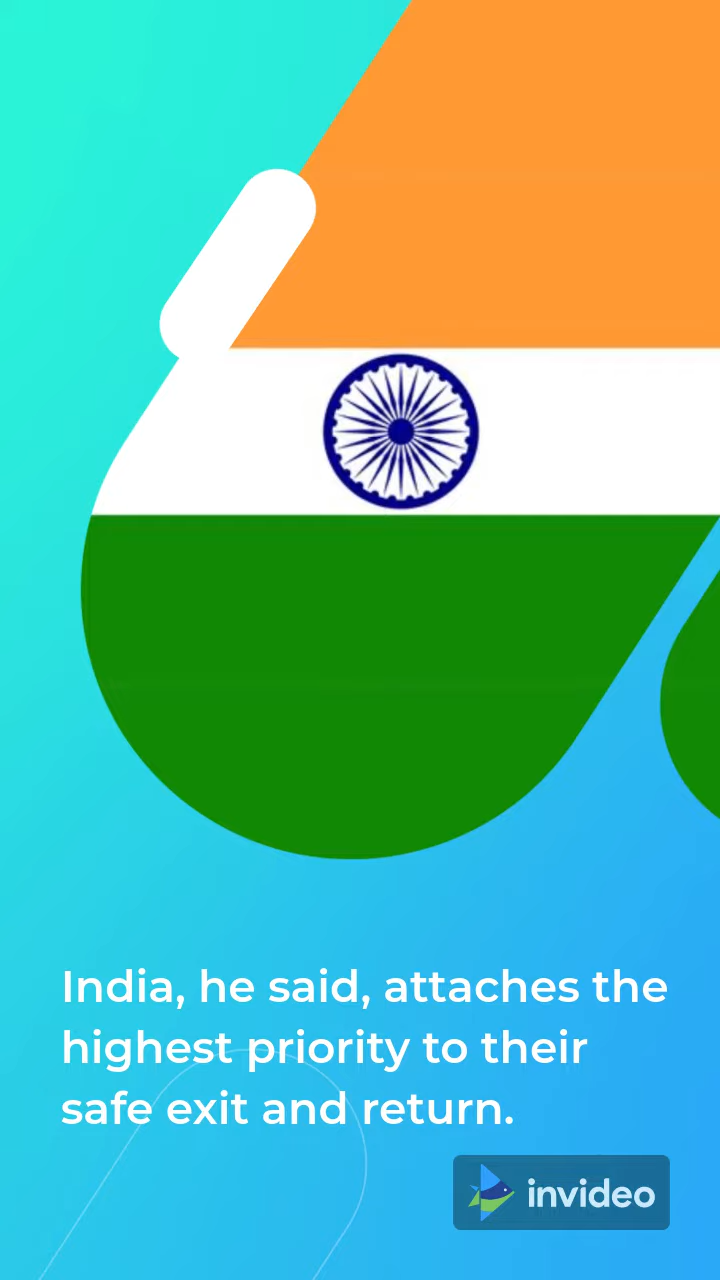 India, he said, attaches the
highest priority to their
safe exit and return.
invideo